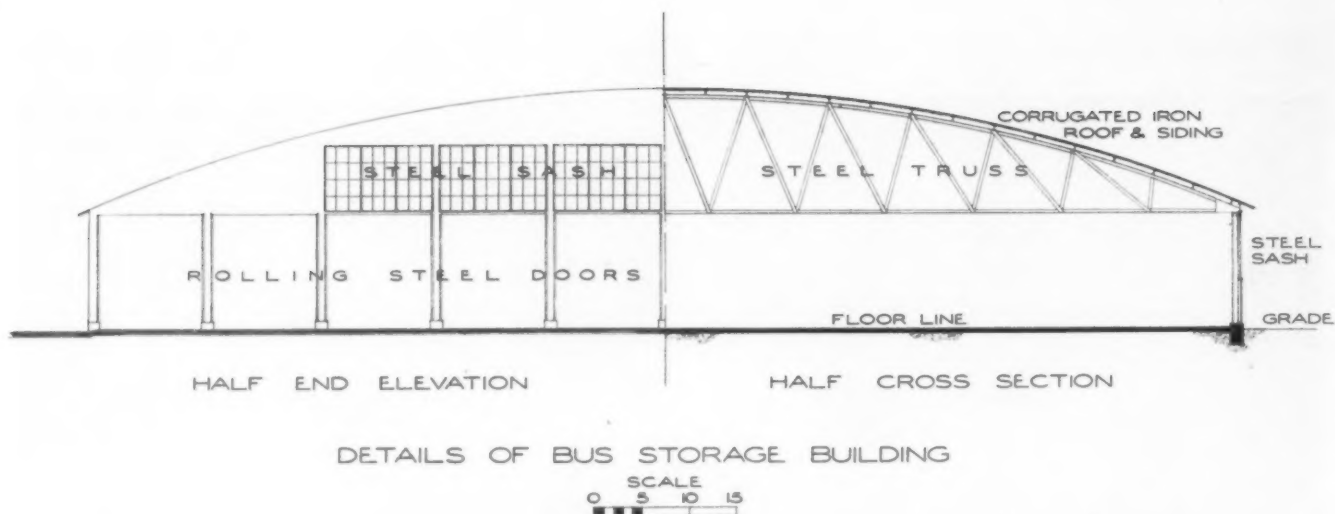 CORRUGATED IRON
ROOF & SIDING
STEEL SASH
STEEL TRUSS
STEEL
SASH
ROLLING STEEL DOORS
FLOOR LINE
GRADE
HALF END ELEVATION
HALF CROSS SECTION
DETAILS OF BUS STORAGE BUILDING
SCALE
0 5 10 15